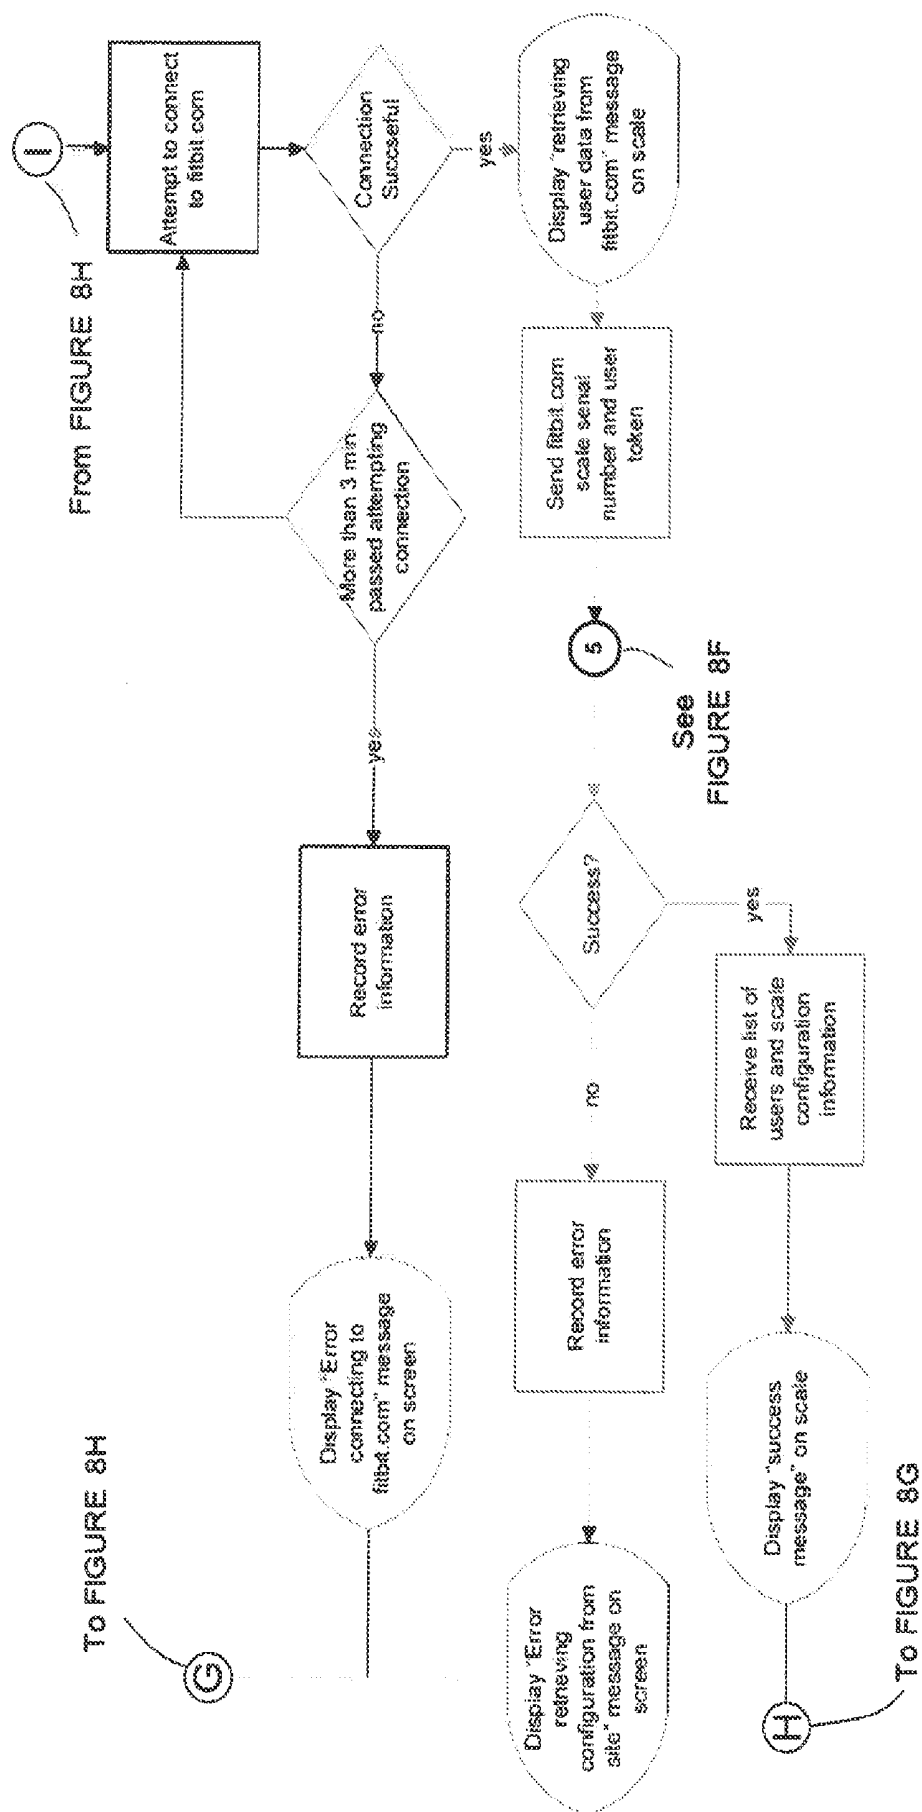 From FIGURE 8H
I
Attempt to connect
to fitbit.com
Connection
Succseful
no
yes
More than 3 min
passed attempting
connection
yes
Record error
information
Display "Error
connecting to
fitbit.com" message
on screen
To FIGURE 8H
G
Display "retrieving
user data from
fitbit.com" message
on scale
Send fitbit.com
scale serial
number and user
token
5
See
FIGURE 8F
Success?
no
yes
Record error
information
Display "Error
retrieving
configuration from
site" message on
screen
Receive list of
users and scale
configuration
information
Display "success
message" on scale
H
To FIGURE 8G